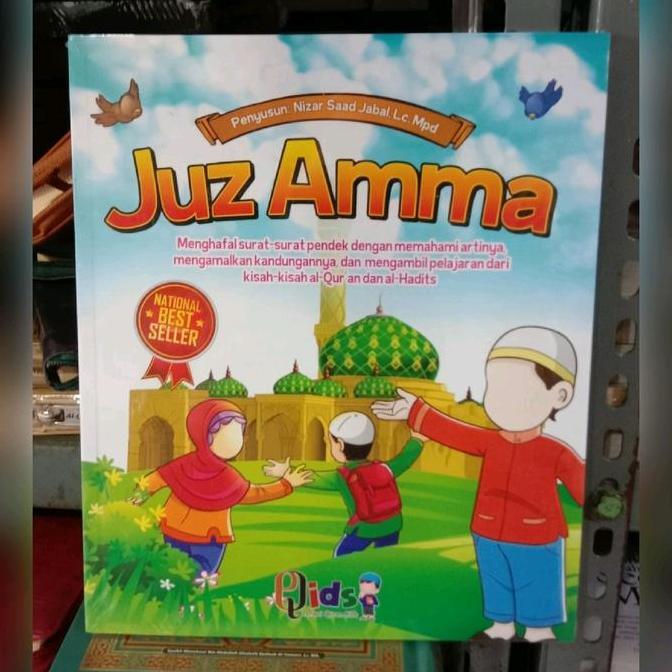 Penyusun: Nizar Saad Jabal, Lc. Mpd
Juz Amma
Menghafal surat-surat pendek dengan memahami artinya,
mengamalkan kandungannya, dan mengambil pelajaran dari
kisah-kisah al-Qur'an dan al-Hadits
NATIONAL
BEST
SELLER
Qids